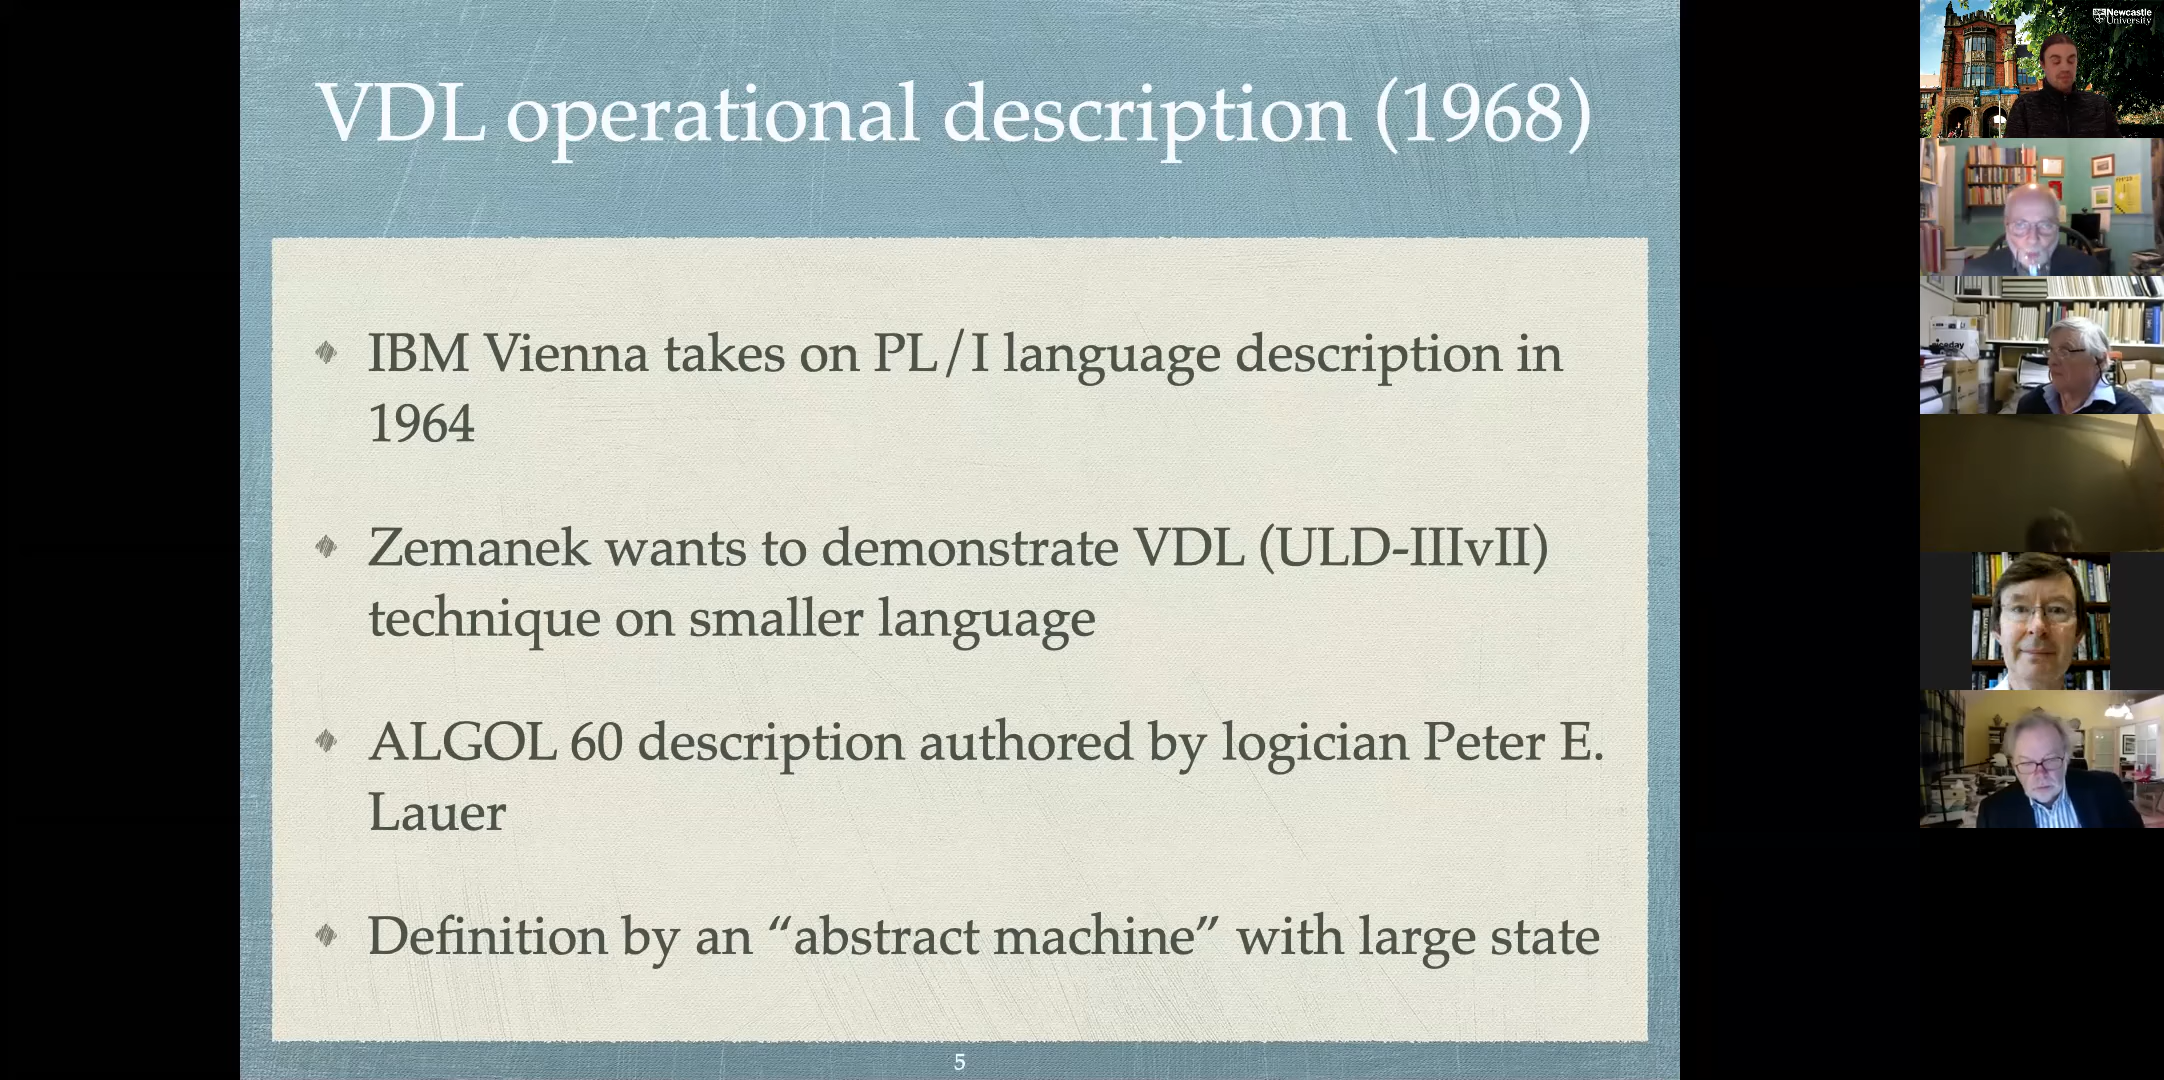 VDL operational description (1968)
IBM Vienna takes on PL/I language description in
1964
Zemanek wants to demonstrate VDL (ULD-IIIvII)
technique on smaller language
ALGOL 60 description authored by logician Peter E.
Lauer
Definition by an “abstract machine” with large state
5
Newcastle
University